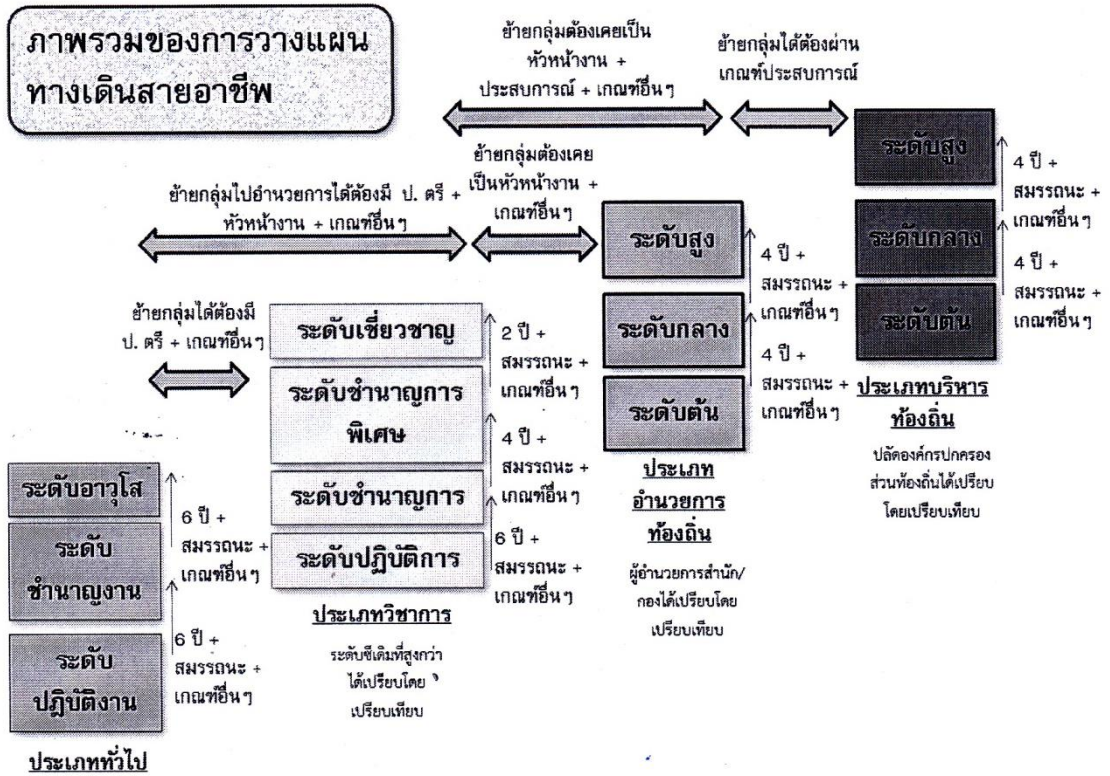 ภาพรวมของการวางแผน
ทางเดินสายอาชีพ
ย้ายกลุ่มต้องเคยเป็น
หัวหน้างาน +
ประสบการณ์ + เกณฑ์อื่นๆ
ย้ายกลุ่มได้ต้องผ่าน
เกณฑ์ประสบการณ์
ย้ายกลุ่มไปอำนวยการได้ต้องมี ป. ตรี +
หัวหน้างาน + เกณฑ์อื่นๆ
ย้ายกลุ่มต้องเคย
เป็นหัวหน้างาน +
เกณฑ์อื่นๆ
ย้ายกลุ่มได้ต้องมี
ป. ตรี + เกณฑ์อื่นๆ
ระดับอาวุโส
ระดับ
ชำนาญงาน
ระดับ
ปฏิบัติงาน
6 ปี +
สมรรถนะ +
เกณฑ์อื่นๆ
6 ปี +
สมรรถนะ +
เกณฑ์อื่นๆ
ประเภททั่วไป
ระดับเชี่ยวชาญ
ระดับชำนาญการ
พิเศษ
ระดับชำนาญการ
ระดับปฏิบัติการ
2 ปี +
สมรรถนะ +
เกณฑ์อื่นๆ
4 ปี +
สมรรถนะ +
เกณฑ์อื่นๆ
6 ปี +
สมรรถนะ +
เกณฑ์อื่นๆ
ประเภทวิชาการ
ระดับซีเดิมที่สูงกว่า
ได้เปรียบโดย
เปรียบเทียบ
ระดับสูง
ระดับกลาง
ระดับต้น
4 ปี +
สมรรถนะ +
เกณฑ์อื่นๆ
4 ปี +
สมรรถนะ +
เกณฑ์อื่นๆ
ประเภท
อำนวยการ
ท้องถิ่น
ผู้อำนวยการสำนัก/
กองได้เปรียบโดย
เปรียบเทียบ
ระดับสูง
ระดับกลาง
ระดับต้น
4 ปี +
สมรรถนะ +
เกณฑ์อื่นๆ
4 ปี +
สมรรถนะ +
เกณฑ์อื่นๆ
ประเภทบริหาร
ท้องถิ่น
ปลัดองค์กรปกครอง
ส่วนท้องถิ่นได้เปรียบ
โดยเปรียบเทียบ